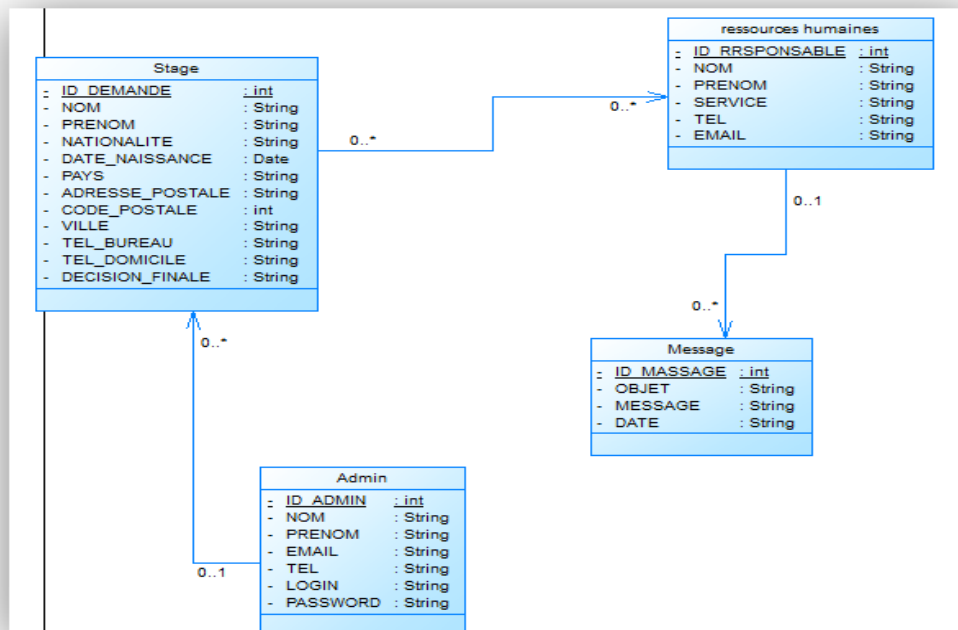 Stage
- ID_DEMANDE : int
- NOM : String
- PRENOM : String
- NATIONALITE : String
- DATE_NAISSANCE : Date
- PAYS : String
- ADRESSE_POSTALE : String
- CODE_POSTALE : int
- VILLE : String
- TEL_BUREAU : String
- TEL_DOMICILE : String
- DECISION_FINALE : String
0..*
0..*
ressources humaines
- ID_RRSPONSABLE : int
- NOM : String
- PRENOM : String
- SERVICE : String
- TEL : String
- EMAIL : String
0..1
0..*
Message
- ID_MASSAGE : int
- OBJET : String
- MESSAGE : String
- DATE : String
0..*
0..1
Admin
- ID_ADMIN : int
- NOM : String
- PRENOM : String
- EMAIL : String
- TEL : String
- LOGIN : String
- PASSWORD : String